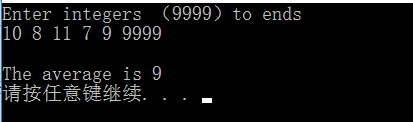 Enter integers （9999）to ends
10 8 11 7 9 9999
The average is 9
请按任意键继续. . .